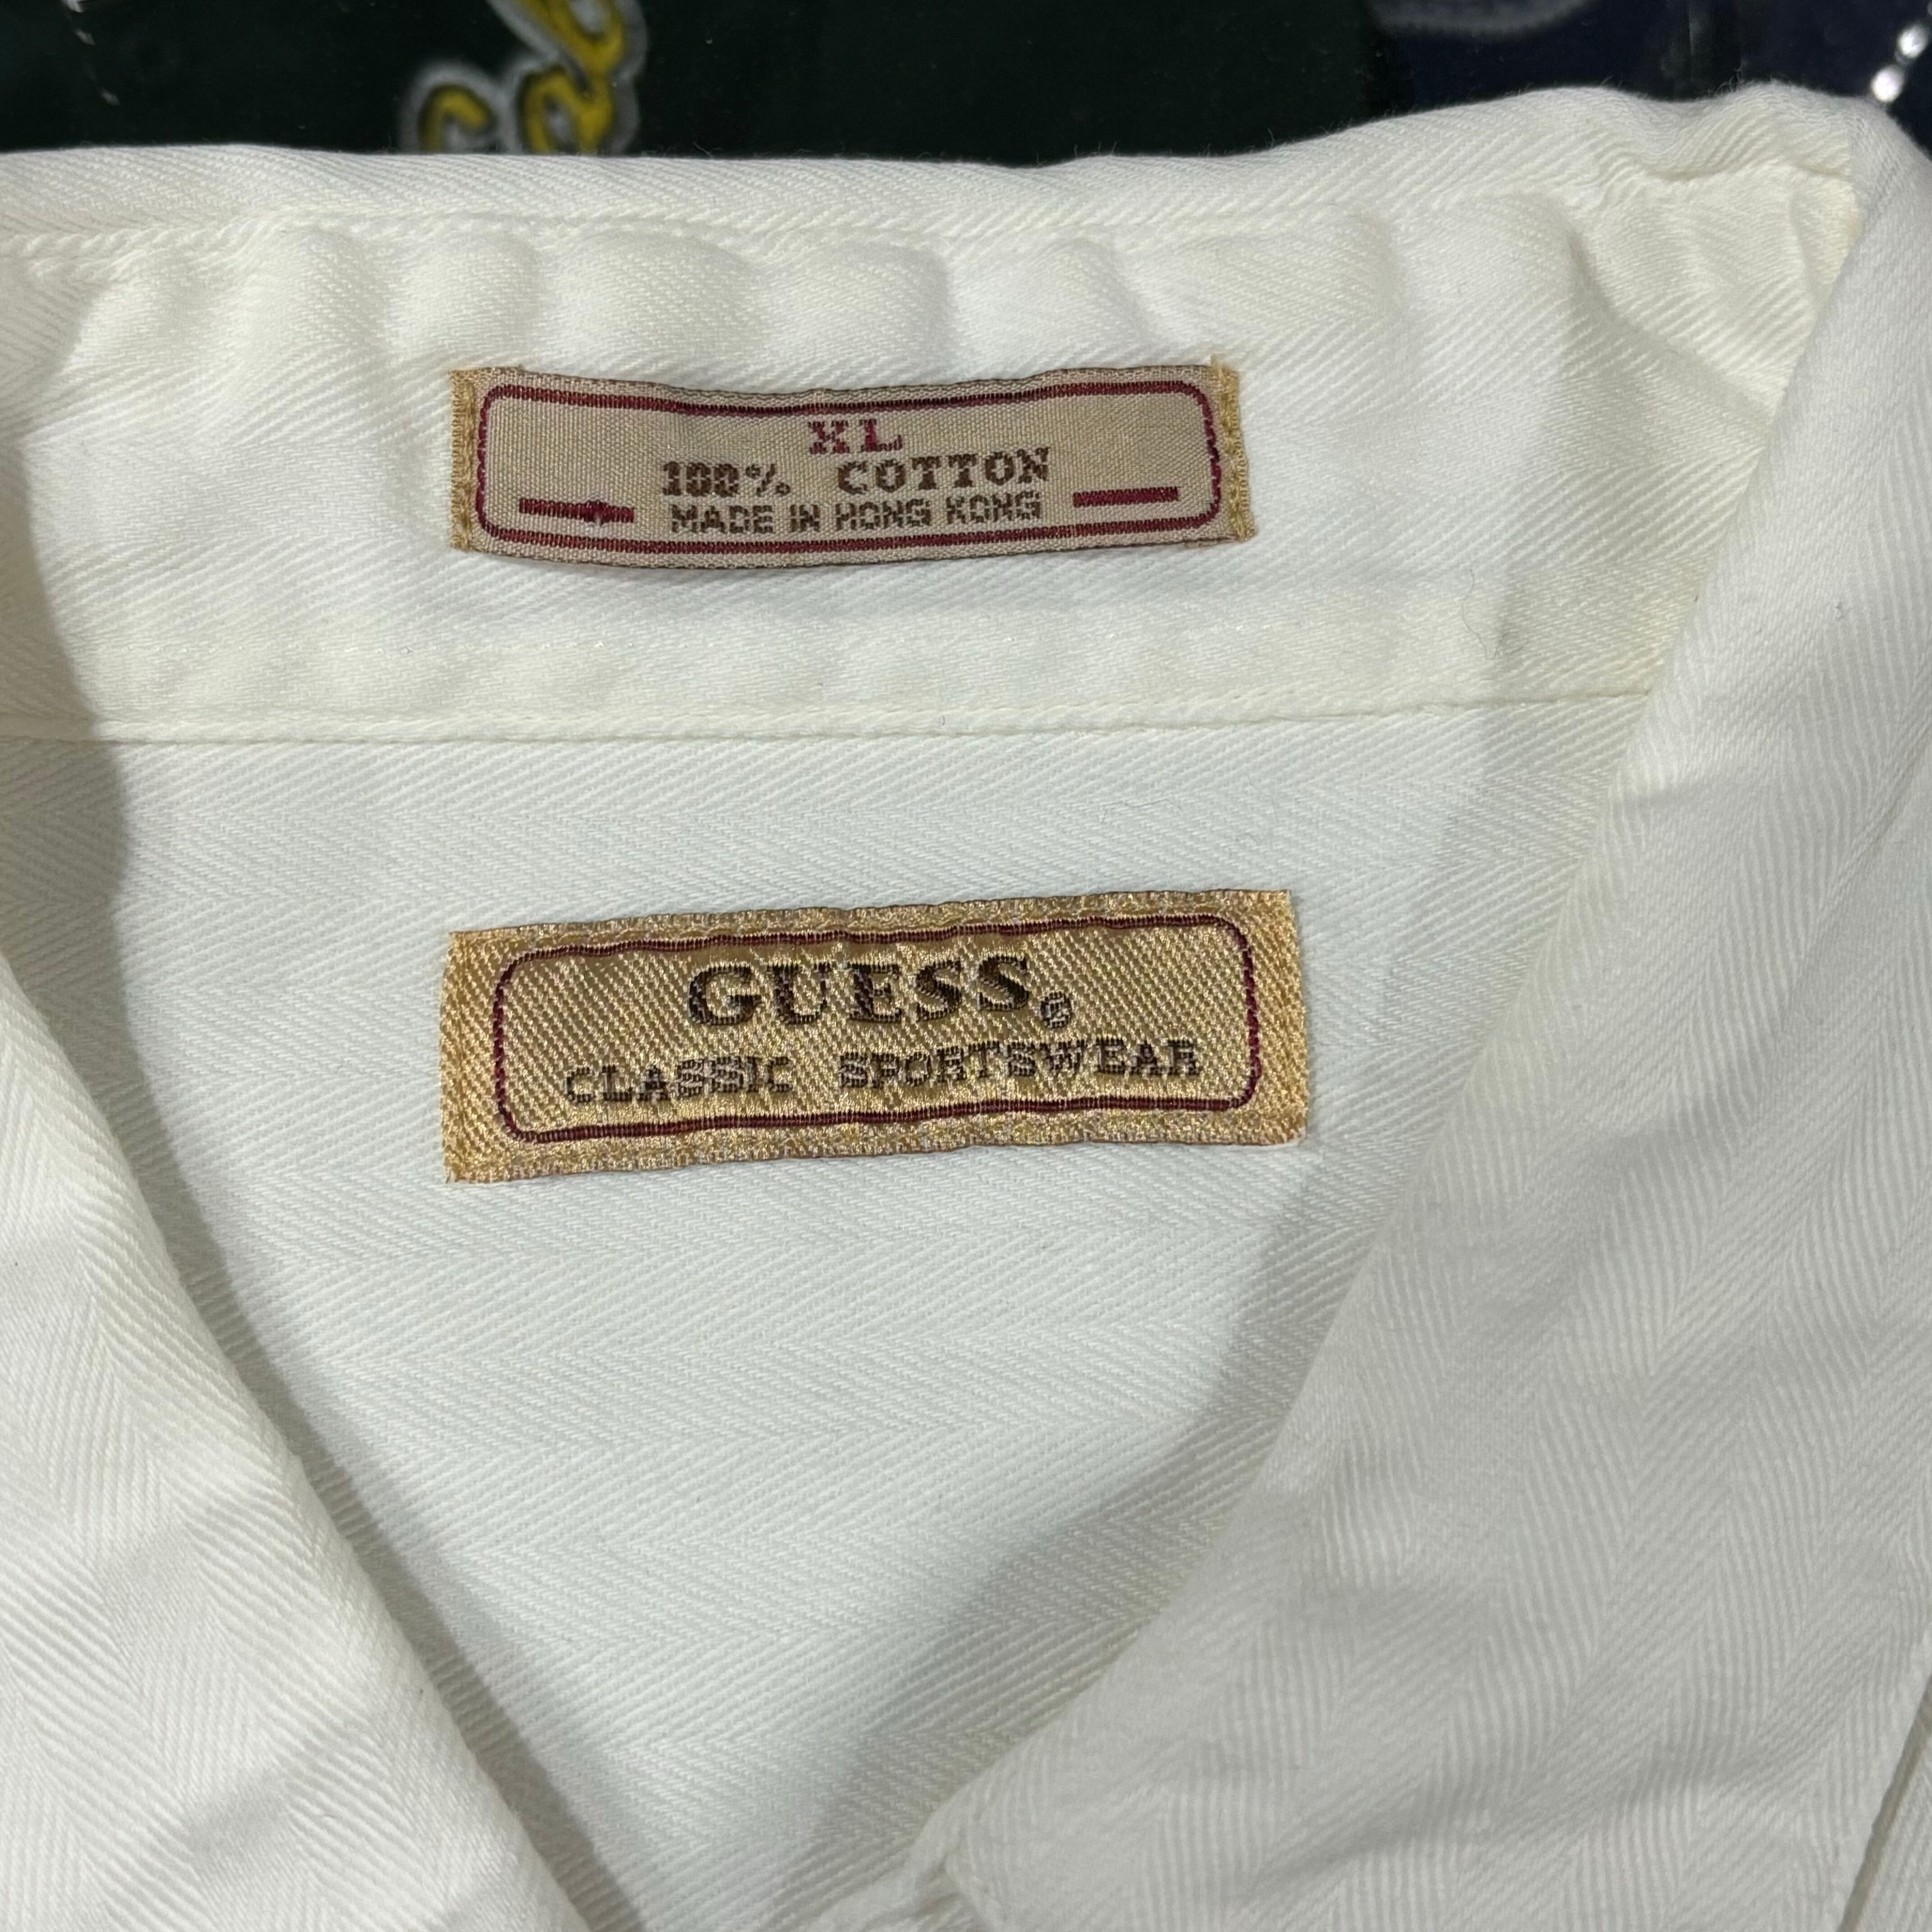 XL
100% COTTON
MADE IN HONG KONG
GUESS®
CLASSIC SPORTSWEAR